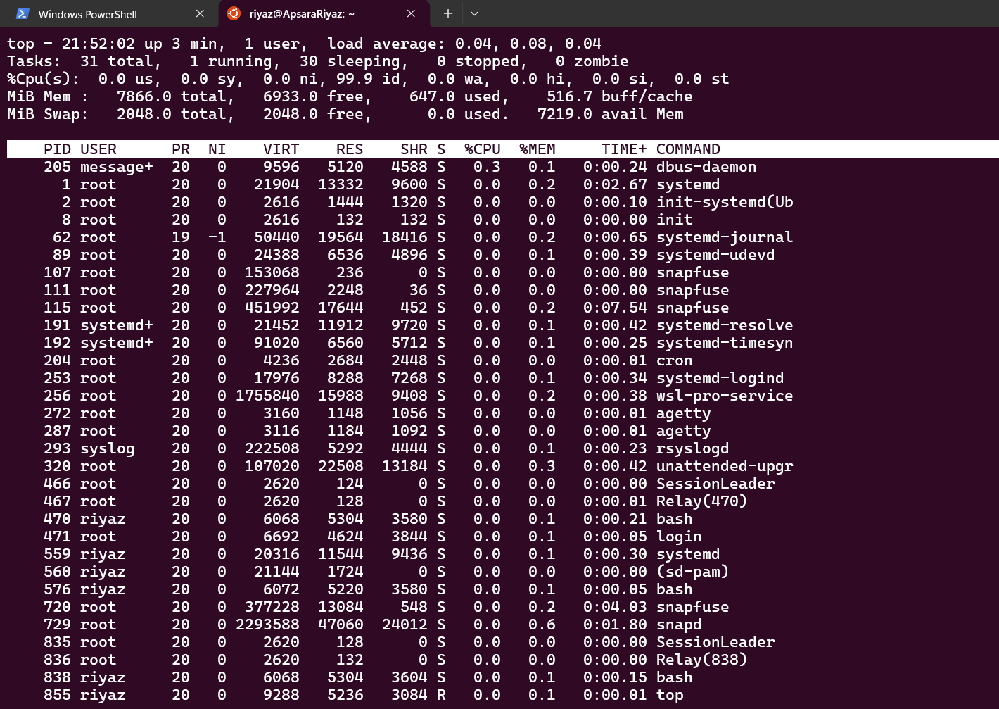 Windows PowerShell
riyaz@ApsaraRiyaz: ~
top - 21:52:02 up 3 min,  1 user,  load average: 0.04, 0.08, 0.04
Tasks:  31 total,   1 running,  30 sleeping,   0 stopped,   0 zombie
%Cpu(s):  0.0 us,  0.0 sy,  0.0 ni, 99.9 id,  0.0 wa,  0.0 hi,  0.0 si,  0.0 st
MiB Mem :   7866.0 total,   6933.0 free,    647.0 used,    516.7 buff/cache
MiB Swap:   2048.0 total,   2048.0 free,      0.0 used.   7219.0 avail Mem
PID USER      PR  NI    VIRT    RES    SHR S  %CPU  %MEM     TIME+ COMMAND
205 message+  20   0    9596   5120   4588 S   0.3   0.1   0:00.24 dbus-daemon
1 root      20   0   21904  13332   9600 S   0.0   0.2   0:02.67 systemd
2 root      20   0    2616   1444   1320 S   0.0   0.0   0:00.10 init-systemd(Ub
8 root      20   0    2616    132    132 S   0.0   0.0   0:00.00 init
62 root      19  -1   50440  19564  18416 S   0.0   0.2   0:00.65 systemd-journal
89 root      20   0   24388   6536   4896 S   0.0   0.1   0:00.39 systemd-udevd
107 root      20   0  153068    236      0 S   0.0   0.0   0:00.00 snapfuse
111 root      20   0  227964   2248     36 S   0.0   0.0   0:00.00 snapfuse
115 root      20   0  451992  17644    452 S   0.0   0.2   0:07.54 snapfuse
191 systemd+  20   0   21452  11912   9720 S   0.0   0.1   0:00.42 systemd-resolve
192 systemd+  20   0   91020   6560   5712 S   0.0   0.1   0:00.25 systemd-timesyn
204 root      20   0    4236   2684   2448 S   0.0   0.0   0:00.01 cron
253 root      20   0   17976   8288   7268 S   0.0   0.1   0:00.34 systemd-logind
256 root      20   0 1755840  15988   9408 S   0.0   0.2   0:00.38 wsl-pro-service
272 root      20   0    3160   1148   1056 S   0.0   0.0   0:00.01 agetty
287 root      20   0    3116   1184   1092 S   0.0   0.0   0:00.01 agetty
293 syslog    20   0  222508   5292   4444 S   0.0   0.1   0:00.23 rsyslogd
320 root      20   0  107020  22508  13184 S   0.0   0.3   0:00.42 unattended-upgr
466 root      20   0    2620    124      0 S   0.0   0.0   0:00.00 SessionLeader
467 root      20   0    2620    128      0 S   0.0   0.0   0:00.01 Relay(470)
470 riyaz     20   0    6068   5304   3580 S   0.0   0.1   0:00.21 bash
471 root      20   0    6692   4624   3844 S   0.0   0.1   0:00.05 login
559 riyaz     20   0   20316  11544   9436 S   0.0   0.1   0:00.30 systemd
560 riyaz     20   0   21144   1724      0 S   0.0   0.0   0:00.00 (sd-pam)
576 riyaz     20   0    6072   5220   3580 S   0.0   0.1   0:00.05 bash
720 root      20   0  377228  13084    548 S   0.0   0.2   0:04.03 snapfuse
729 root      20   0 2293588  47060  24012 S   0.0   0.6   0:01.80 snapd
835 root      20   0    2620    128      0 S   0.0   0.0   0:00.00 SessionLeader
836 root      20   0    2620    132      0 S   0.0   0.0   0:00.00 Relay(838)
838 riyaz     20   0    6068   5304   3604 S   0.0   0.1   0:00.15 bash
855 riyaz     20   0    9288   5236   3084 R   0.0   0.1   0:00.01 top